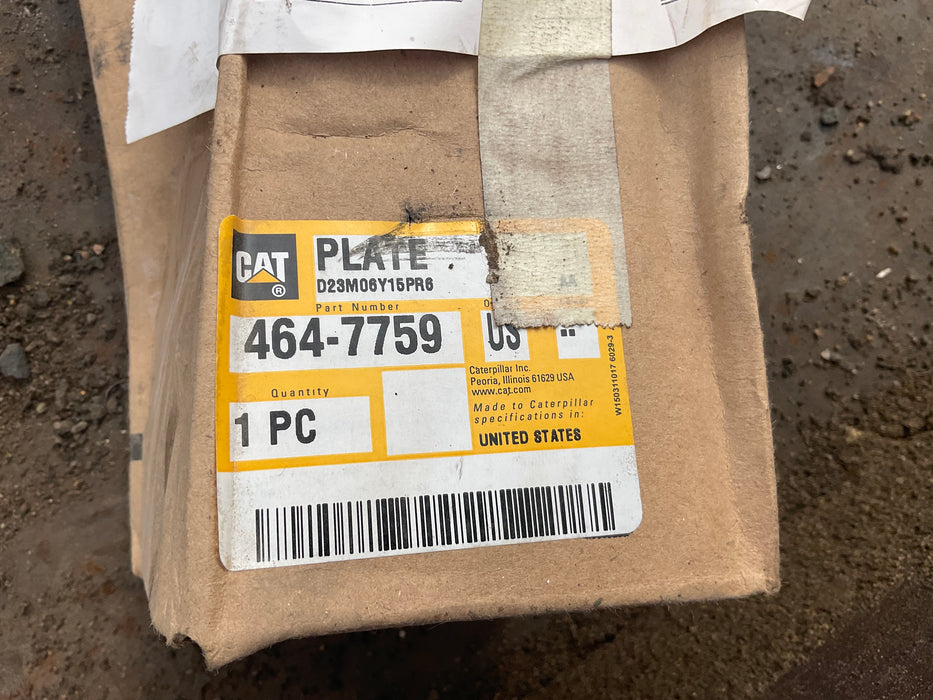 CAT
®
PLATE
D23M06Y15PR6
Part Number
464-7759
US
Quantity
1 PC
Caterpillar Inc.
Peoria, Illinois 61629 USA
www.cat.com
Made to Caterpillar
specifications in:
UNITED STATES
W150311017 6029-3